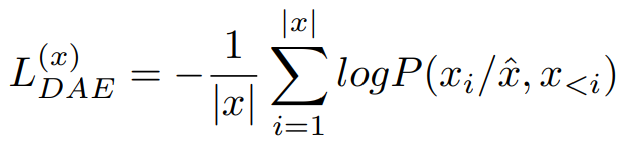 L_{DAE}^{(x)} = -\frac{1}{|x|} \sum_{i=1}^{|x|} logP(x_i/\hat{x}, x_{<i})